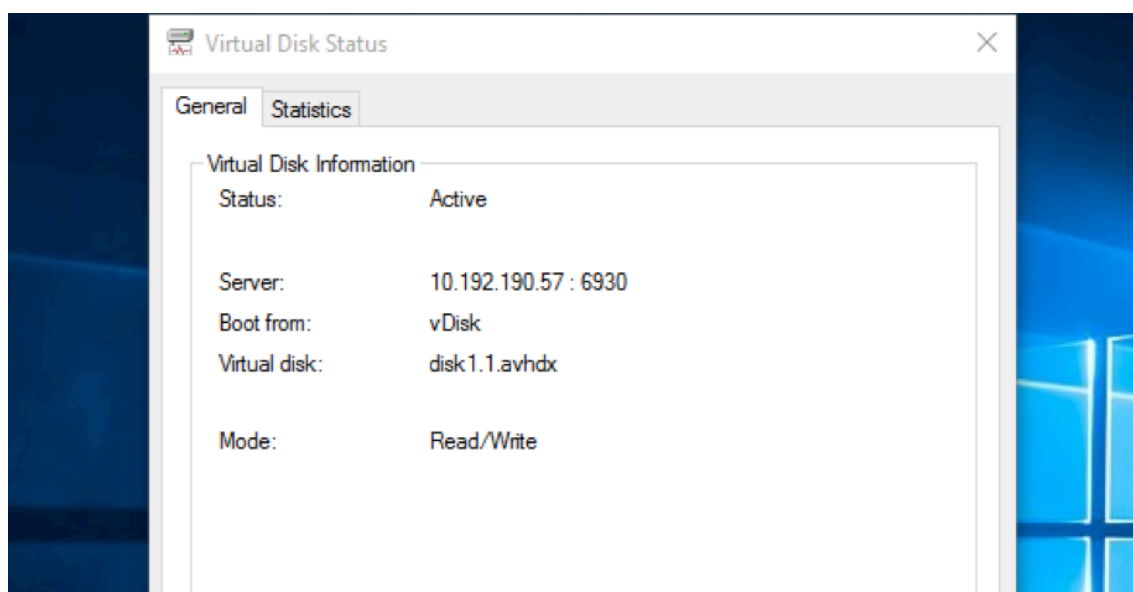 Virtual Disk Status
General Statistics
Virtual Disk Information
Status: Active
Server: 10.192.190.57 : 6930
Boot from: vDisk
Virtual disk: disk1.1.avhdx
Mode: Read/Write